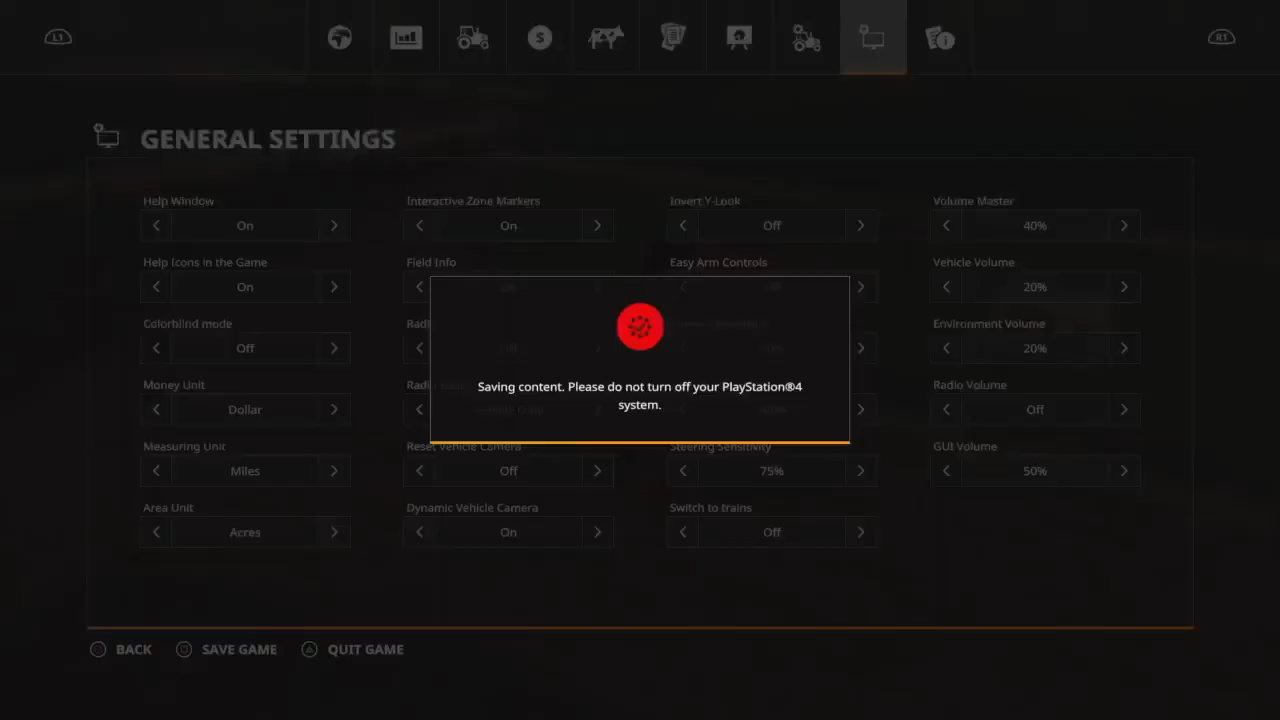 L1
R1
GENERAL SETTINGS
Help Window
On
Interactive Zone Markers
On
Invert Y-Look
Off
Volume Master
40%
Help Icons in the Game
On
Field Info
Easy Arm Controls
Vehicle Volume
20%
Colorblind mode
Off
Environment Volume
20%
Saving content. Please do not turn off your PlayStation®4
system.
Money Unit
Dollar
Radio Volume
Off
Measuring Unit
Miles
Reset Vehicle Camera
Off
Steering Sensitivity
75%
GUI Volume
50%
Area Unit
Acres
Dynamic Vehicle Camera
On
Switch to trains
Off
BACK
SAVE GAME
QUIT GAME